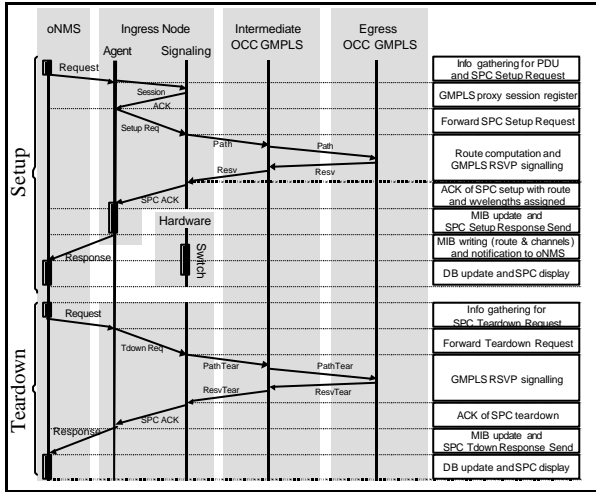 oNMS
Ingress Node
Intermediate
OCC GMPLS
Egress
OCC GMPLS
Agent
Signaling
Setup
Request
Session
ACK
Setup Req
Path
Path
Resv
Resv
SPC ACK
Hardware
Switch
Response
Info gathering for PDU
and SPC Setup Request
GMPLS proxy session register
Forward SPC Setup Request
Route computation and
GMPLS RSVP signalling
ACK of SPC setup with route
and wvelengths assigned
MIB update and
SPC Setup Response Send
MIB writing (route & channels)
and notification to oNMS
DB update and SPC display
Teardown
Request
Tdown Req
PathTear
PathTear
ResvTear
ResvTear
SPC ACK
Response
Info gathering for
SPC Teardown Request
Forward Teardown Request
GMPLS RSVP signalling
ACK of SPC teardown
MIB update and
SPC Tdown Response Send
DB update and SPC display